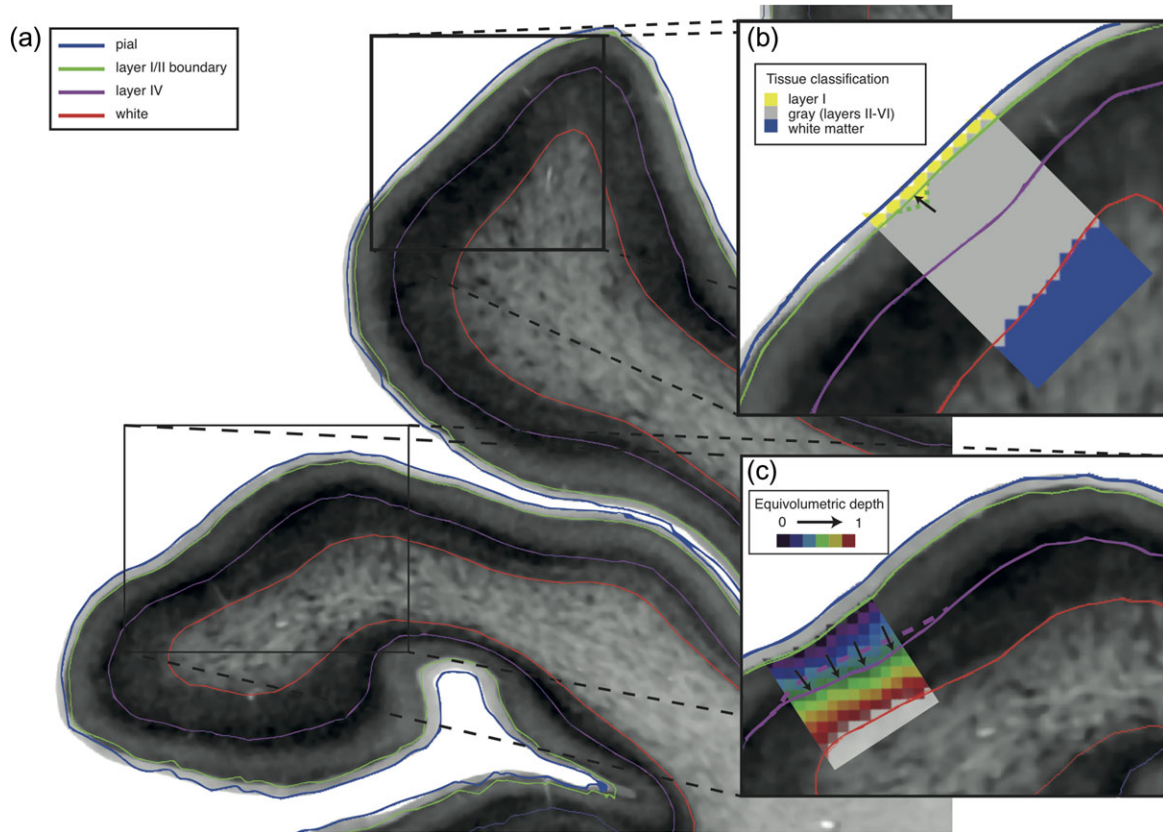 (a)
pial
layer I/II boundary
layer IV
white
(b)
Tissue classification
layer I
gray (layers II-VI)
white matter
(c)
Equivolumetric depth
0 1